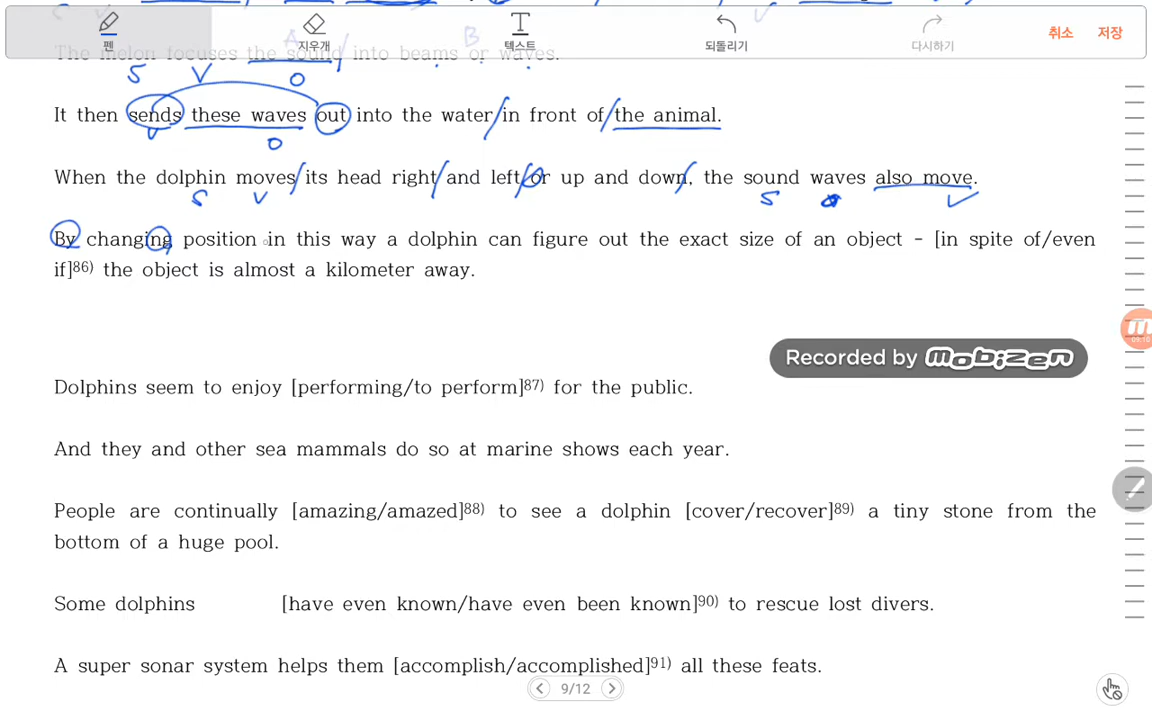 펜
지우개
텍스트
되돌리기
다시하기
취소
저장
The melon focuses the sound into beams or waves.
A B
S V O
It then sends these waves out into the water/in front of/the animal.
V O
When the dolphin moves/its head right/and left/or up and down/, the sound waves also move.
S V S V
By changing position in this way a dolphin can figure out the exact size of an object - [in spite of/even
if]86) the object is almost a kilometer away.
Recorded by mobizen
09:10
Dolphins seem to enjoy [performing/to perform]87) for the public.
And they and other sea mammals do so at marine shows each year.
People are continually [amazing/amazed]88) to see a dolphin [cover/recover]89) a tiny stone from the
bottom of a huge pool.
Some dolphins [have even known/have even been known]90) to rescue lost divers.
A super sonar system helps them [accomplish/accomplished]91) all these feats.
9/12